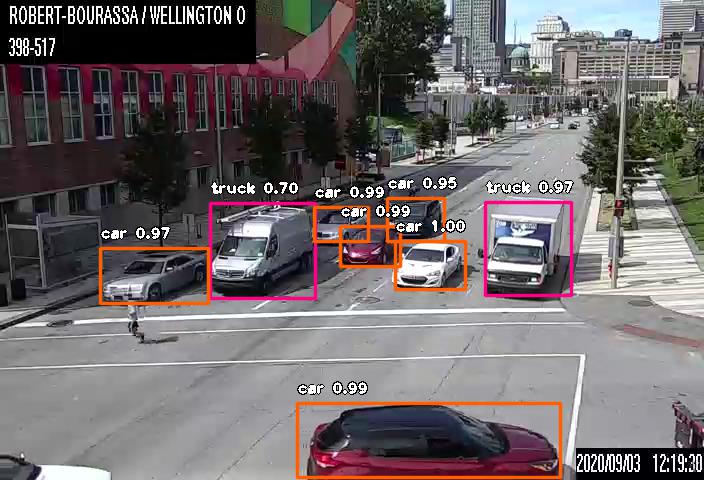 ROBERT-BOURASSA / WELLINGTON O
398-517
truck 0.70
car 0.99
car 0.95
truck 0.97
car 0.99
car 1.00
car 0.97
car 0.99
2020/09/03 12:19:30